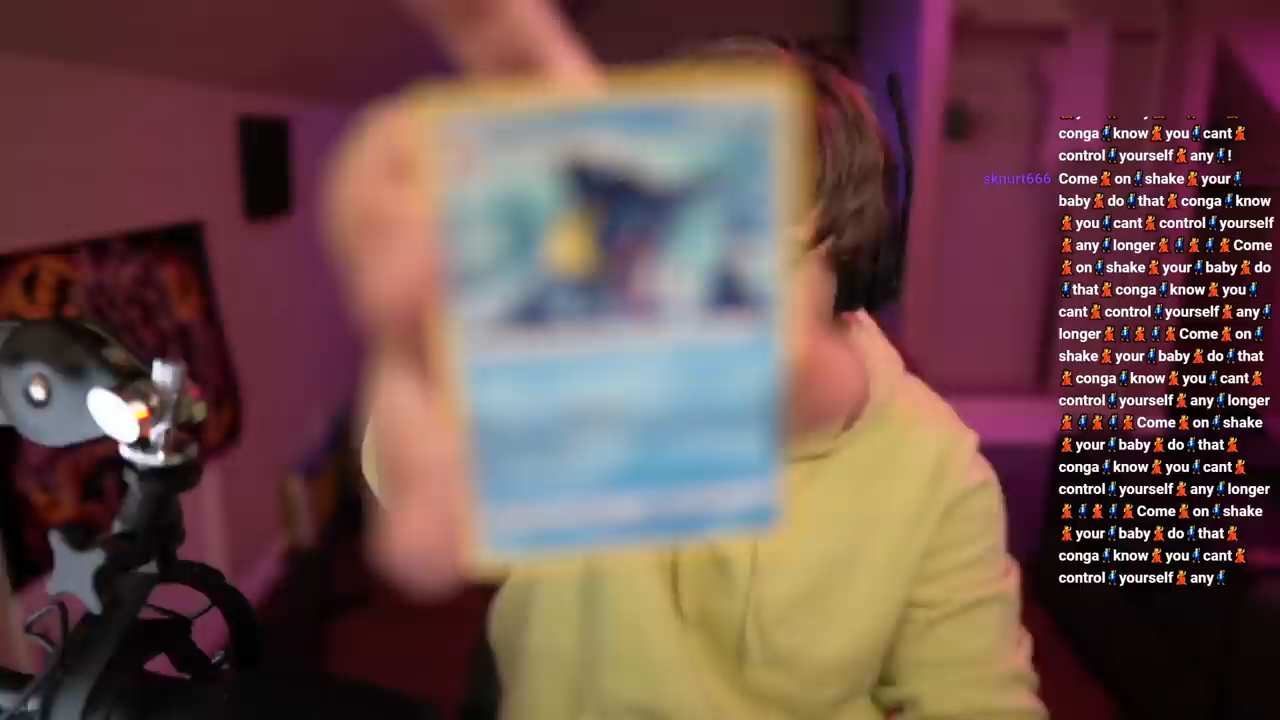 conga💃know🕺you💃cant🕺
control💃yourself🕺any💃!
sknurt666 Come💃on🕺shake💃your🕺
baby💃do🕺that💃conga🕺know
💃you🕺cant💃control🕺yourself
💃any🕺longer💃🕺💃🕺💃Come
💃on🕺shake💃your🕺baby💃do
🕺that💃conga🕺know💃you🕺
cant💃control🕺yourself💃any🕺
longer💃🕺💃🕺💃Come💃on🕺
shake💃your🕺baby💃do🕺that
💃conga🕺know💃you🕺cant💃
control🕺yourself💃any🕺longer
💃🕺💃🕺💃Come💃on🕺shake
💃your🕺baby💃do🕺that💃
conga🕺know💃you🕺cant💃
control🕺yourself💃any🕺longer
💃🕺💃🕺💃Come💃on🕺shake
💃your🕺baby💃do🕺that💃
conga🕺know💃you🕺cant💃
control🕺yourself💃any🕺